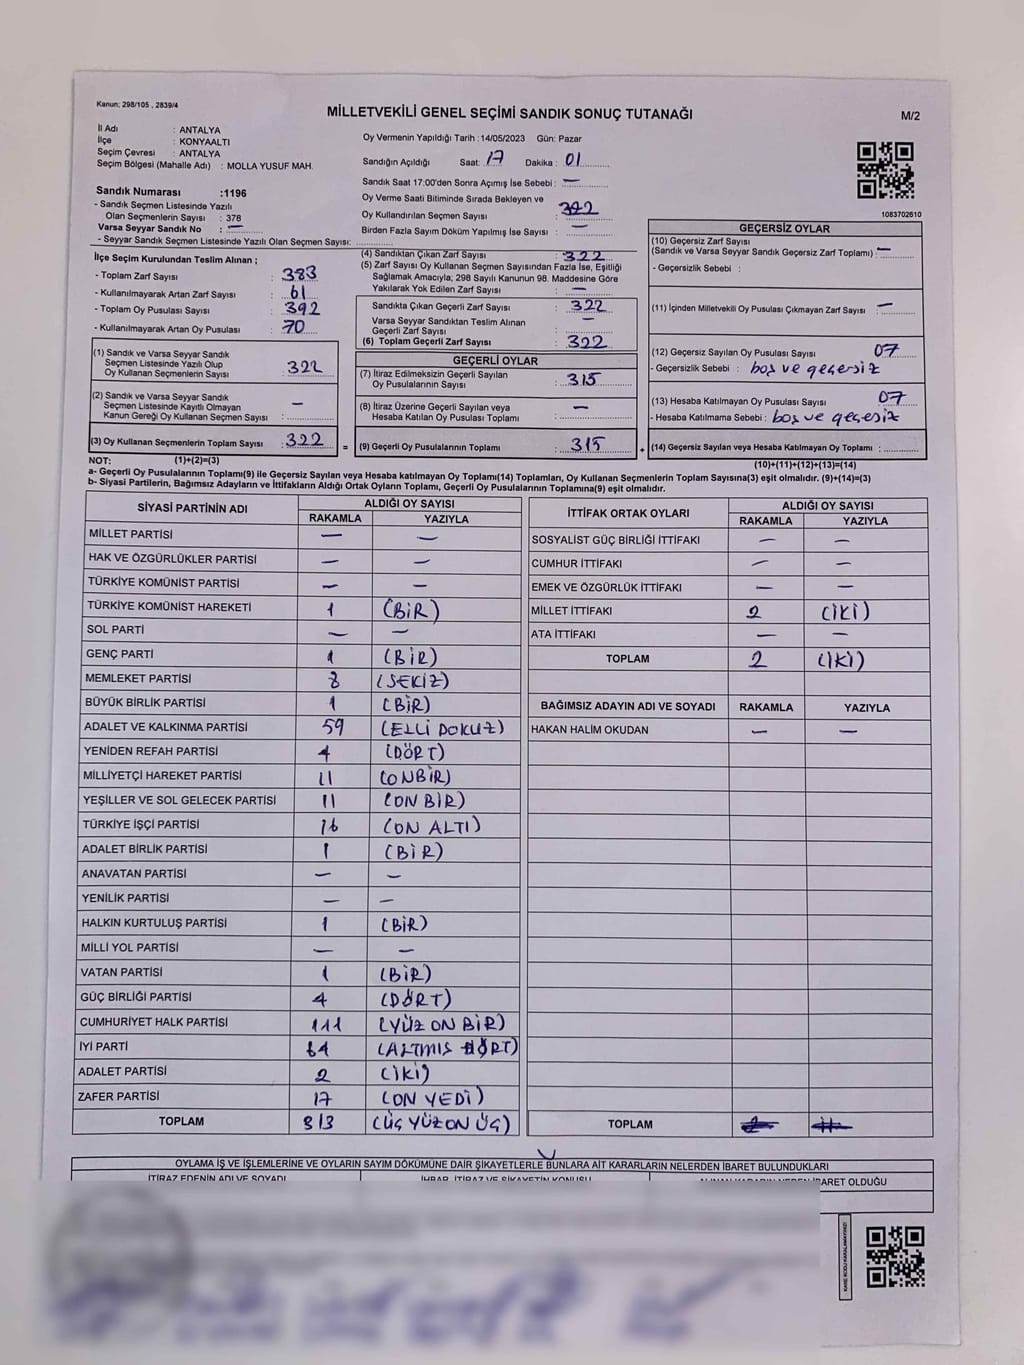 Kanun; 298/105 , 2839/4
MİLLETVEKİLİ GENEL SEÇİMİ SANDIK SONUÇ TUTANAĞI
M/2
İl Adı : ANTALYA
İlçe : KONYAALTI
Seçim Çevresi : ANTALYA
Seçim Bölgesi (Mahalle Adı) : MOLLA YUSUF MAH.
Sandık Numarası :1196
- Sandık Seçmen Listesinde Yazılı
Olan Seçmenlerin Sayısı : 378
Varsa Seyyar Sandık No : —
- Seyyar Sandık Seçmen Listesinde Yazılı Olan Seçmen Sayısı:
Oy Vermenin Yapıldığı Tarih :14/05/2023 Gün: Pazar
Sandığın Açıldığı Saat: 17 Dakika : 01
Sandık Saat 17:00'den Sonra Açımış İse Sebebi : —
Oy Verme Saati Bitiminde Sırada Bekleyen ve
Oy Kullandırılan Seçmen Sayısı :
Birden Fazla Sayım Döküm Yapılmış İse Sayısı : —
1083702610
İlçe Seçim Kurulundan Teslim Alınan ;
- Toplam Zarf Sayısı : 383
- Kullanılmayarak Artan Zarf Sayısı : 61
- Toplam Oy Pusulası Sayısı : 392
- Kullanılmayarak Artan Oy Pusulası : 70
(1) Sandık ve Varsa Seyyar Sandık
Seçmen Listesinde Yazılı Olup
Oy Kullanan Seçmenlerin Sayısı : 322
(2) Sandık ve Varsa Seyyar Sandık
Seçmen Listesinde Kayıtlı Olmayan
Kanun Gereği Oy Kullanan Seçmen Sayısı : —
(3) Oy Kullanan Seçmenlerin Toplam Sayısı : 322
(4) Sandıktan Çıkan Zarf Sayısı : 322
(5) Zarf Sayısı Oy Kullanan Seçmen Sayısından Fazla İse, Eşitliği
Sağlamak Amacıyla; 298 Sayılı Kanunun 98. Maddesine Göre
Yakılarak Yok Edilen Zarf Sayısı : —
Sandıkta Çıkan Geçerli Zarf Sayısı : 322
Varsa Seyyar Sandıktan Teslim Alınan
Geçerli Zarf Sayısı : —
(6) Toplam Geçerli Zarf Sayısı : 322
GEÇERLİ OYLAR
(7) İtiraz Edilmeksizin Geçerli Sayılan
Oy Pusulalarının Sayısı : 315
(8) İtiraz Üzerine Geçerli Sayılan veya
Hesaba Katılan Oy Pusulası Toplamı : —
= (9) Geçerli Oy Pusulalarının Toplamı : 315
GEÇERSİZ OYLAR
(10) Geçersiz Zarf Sayısı
(Sandık ve Varsa Seyyar Sandık Geçersiz Zarf Toplamı) : —
- Geçersizlik Sebebi :
(11) İçinden Milletvekili Oy Pusulası Çıkmayan Zarf Sayısı : —
(12) Geçersiz Sayılan Oy Pusulası Sayısı : 07
- Geçersizlik Sebebi : boş ve geçersiz
(13) Hesaba Katılmayan Oy Pusulası Sayısı : 07
- Hesaba Katılmama Sebebi : boş ve geçesiz
+ (14) Geçersiz Sayılan veya Hesaba Katılmayan Oy Toplamı :
NOT: (1)+(2)=(3)
(10)+(11)+(12)+(13)=(14)
a- Geçerli Oy Pusulalarının Toplamı(9) ile Geçersiz Sayılan veya Hesaba katılmayan Oy Toplamı(14) Toplamları, Oy Kullanan Seçmenlerin Toplam Sayısına(3) eşit olmalıdır. (9)+(14)=(3)
b- Siyasi Partilerin, Bağımsız Adayların ve İttifakların Aldığı Oyların Toplamı, Geçerli Oy Pusulalarının Toplamına(9) eşit olmalıdır.
SİYASİ PARTİNİN ADI ALDIĞI OY SAYISI
RAKAMLA YAZIYLA
MİLLET PARTİSİ — —
HAK VE ÖZGÜRLÜKLER PARTİSİ — —
TÜRKİYE KOMÜNİST PARTİSİ — —
TÜRKİYE KOMÜNİST HAREKETİ 1 (BİR)
SOL PARTİ — —
GENÇ PARTİ 1 (BİR)
MEMLEKET PARTİSİ 8 (SEKİZ)
BÜYÜK BİRLİK PARTİSİ 1 (BİR)
ADALET VE KALKINMA PARTİSİ 59 (ELLİ DOKUZ)
YENİDEN REFAH PARTİSİ 4 (DÖRT)
MİLLİYETÇİ HAREKET PARTİSİ 11 (ONBİR)
YEŞİLLER VE SOL GELECEK PARTİSİ 11 (ON BİR)
TÜRKİYE İŞÇİ PARTİSİ 16 (ON ALTI)
ADALET BİRLİK PARTİSİ 1 (BİR)
ANAVATAN PARTİSİ — —
YENİLİK PARTİSİ — —
HALKIN KURTULUŞ PARTİSİ 1 (BİR)
MİLLİ YOL PARTİSİ — —
VATAN PARTİSİ 1 (BİR)
GÜÇ BİRLİĞİ PARTİSİ 4 (DÖRT)
CUMHURİYET HALK PARTİSİ 111 (YÜZ ON BİR)
İYİ PARTİ 64 (ALTMIS DÖRT)
ADALET PARTİSİ 2 (İKİ)
ZAFER PARTİSİ 17 (ON YEDİ)
TOPLAM 313 (ÜÇ YÜZ ON ÜÇ)
İTTİFAK ORTAK OYLARI ALDIĞI OY SAYISI
RAKAMLA YAZIYLA
SOSYALİST GÜÇ BİRLİĞİ İTTİFAKI — —
CUMHUR İTTİFAKI — —
EMEK VE ÖZGÜRLÜK İTTİFAKI — —
MİLLET İTTİFAKI 2 (İKİ)
ATA İTTİFAKI — —
TOPLAM 2 (İKİ)
BAĞIMSIZ ADAYIN ADI VE SOYADI RAKAMLA YAZIYLA
HAKAN HALİM OKUDAN — —
TOPLAM
OYLAMA İŞ VE İŞLEMLERİNE VE OYLARIN SAYIM DÖKÜMÜNE DAİR ŞİKAYETLERLE BUNLARA AİT KARARLARIN NELERDEN İBARET BULUNDUKLARI
İTİRAZ EDENİN ADI VE SOYADI İHBAR, İTİRAZ VE ŞİKAYETİN KONUSU İBARET OLDUĞU